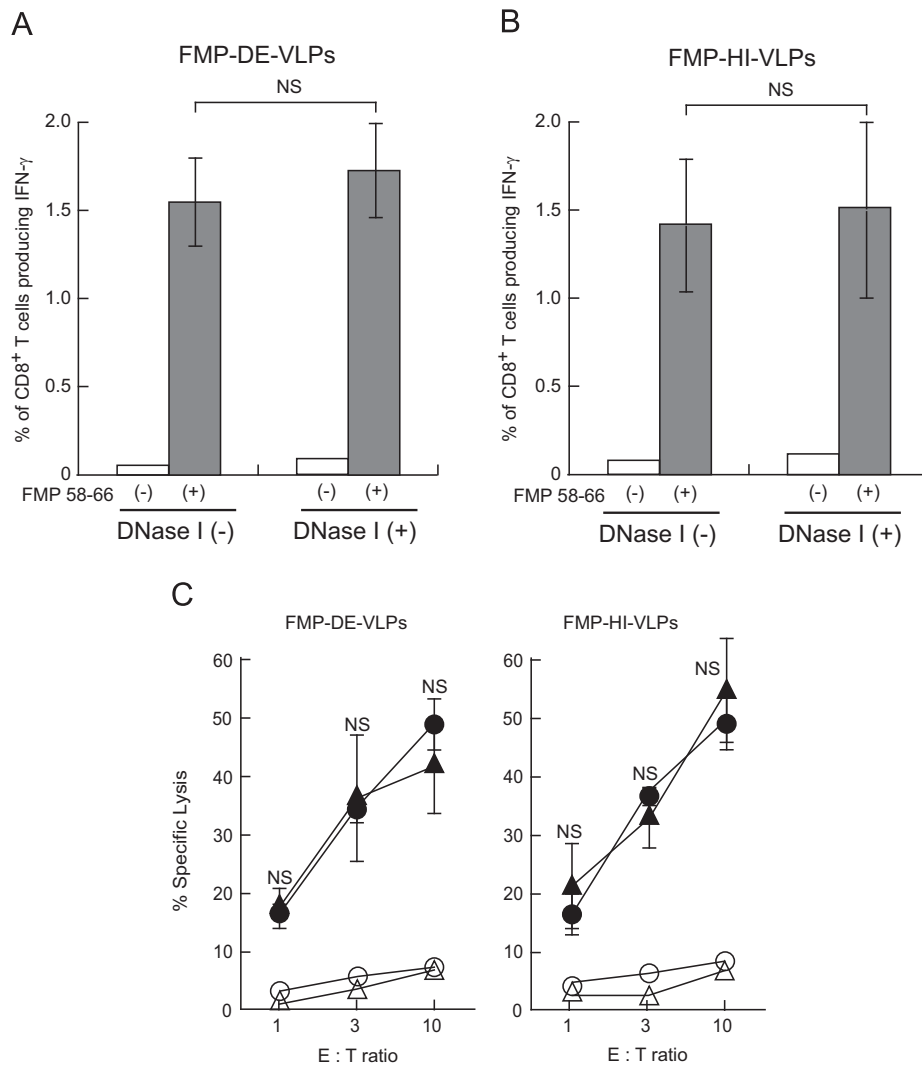 A
FMP-DE-VLPs
NS
% of CD8+ T cells producing IFN-γ
2.0
1.5
1.0
0.5
0
FMP 58-66 (-) (+) (-) (+)
DNase I (-) DNase I (+)
B
FMP-HI-VLPs
NS
% of CD8+ T cells producing IFN-γ
2.0
1.5
1.0
0.5
0
FMP 58-66 (-) (+) (-) (+)
DNase I (-) DNase I (+)
C
FMP-DE-VLPs
% Specific Lysis
60
50
40
30
20
10
0
NS
NS
NS
1 3 10
E : T ratio
FMP-HI-VLPs
60
50
40
30
20
10
0
NS
NS
NS
1 3 10
E : T ratio